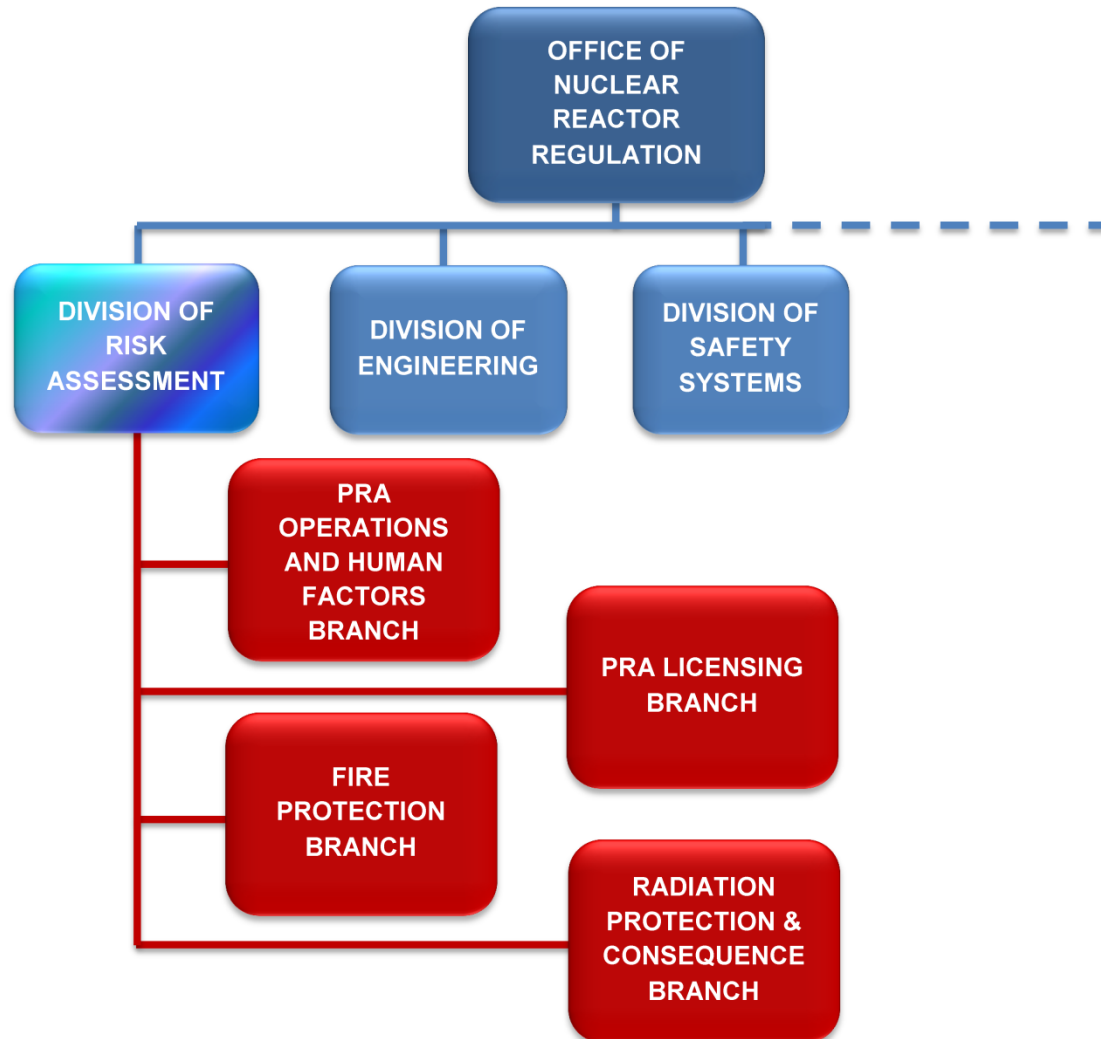 OFFICE OF
NUCLEAR
REACTOR
REGULATION
DIVISION OF
RISK
ASSESSMENT
DIVISION OF
ENGINEERING
DIVISION OF
SAFETY
SYSTEMS
PRA
OPERATIONS
AND HUMAN
FACTORS
BRANCH
PRA LICENSING
BRANCH
FIRE
PROTECTION
BRANCH
RADIATION
PROTECTION &
CONSEQUENCE
BRANCH